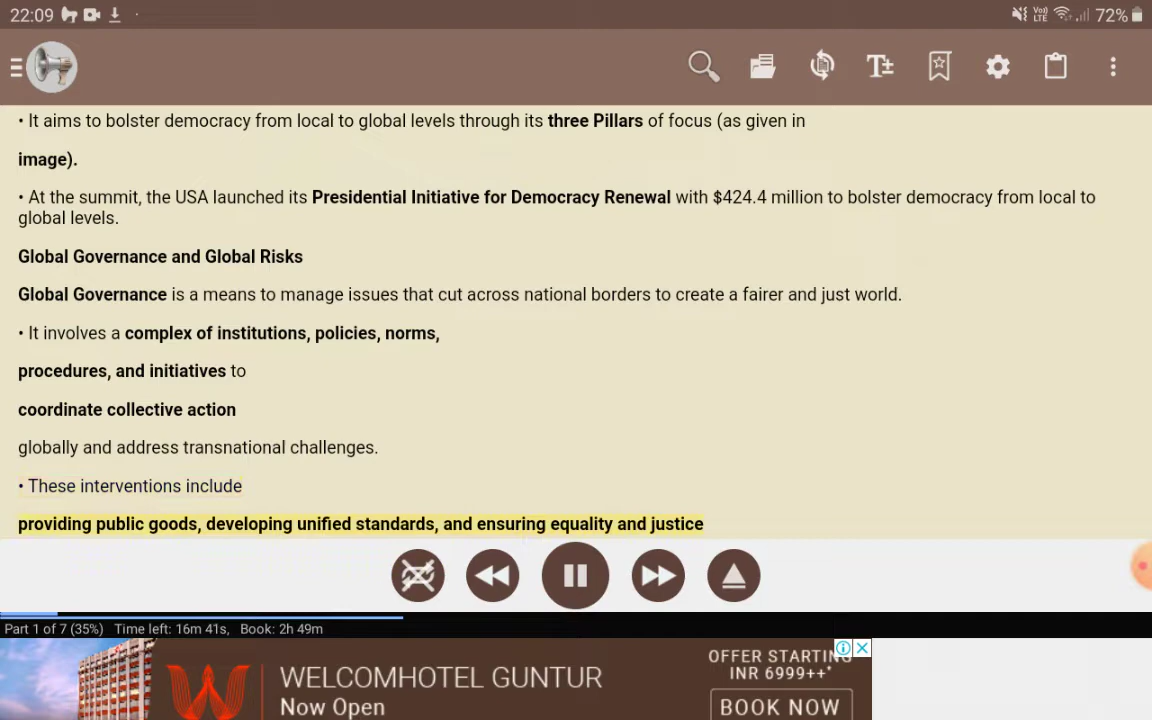 22:09
Vo) LTE 72%
• It aims to bolster democracy from local to global levels through its three Pillars of focus (as given in
image).
• At the summit, the USA launched its Presidential Initiative for Democracy Renewal with $424.4 million to bolster democracy from local to
global levels.
Global Governance and Global Risks
Global Governance is a means to manage issues that cut across national borders to create a fairer and just world.
• It involves a complex of institutions, policies, norms,
procedures, and initiatives to
coordinate collective action
globally and address transnational challenges.
• These interventions include
providing public goods, developing unified standards, and ensuring equality and justice
Part 1 of 7 (35%) Time left: 16m 41s, Book: 2h 49m
WELCOMHOTEL GUNTUR
Now Open
OFFER STARTING
INR 6999++*
BOOK NOW